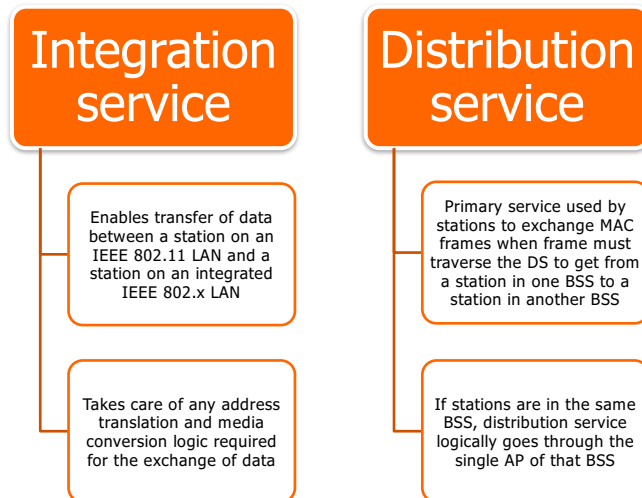 Integration
service
Enables transfer of data
between a station on an
IEEE 802.11 LAN and a
station on an integrated
IEEE 802.x LAN
Takes care of any address
translation and media
conversion logic required
for the exchange of data
Distribution
service
Primary service used by
stations to exchange MAC
frames when frame must
traverse the DS to get from
a station in one BSS to a
station in another BSS
If stations are in the same
BSS, distribution service
logically goes through the
single AP of that BSS